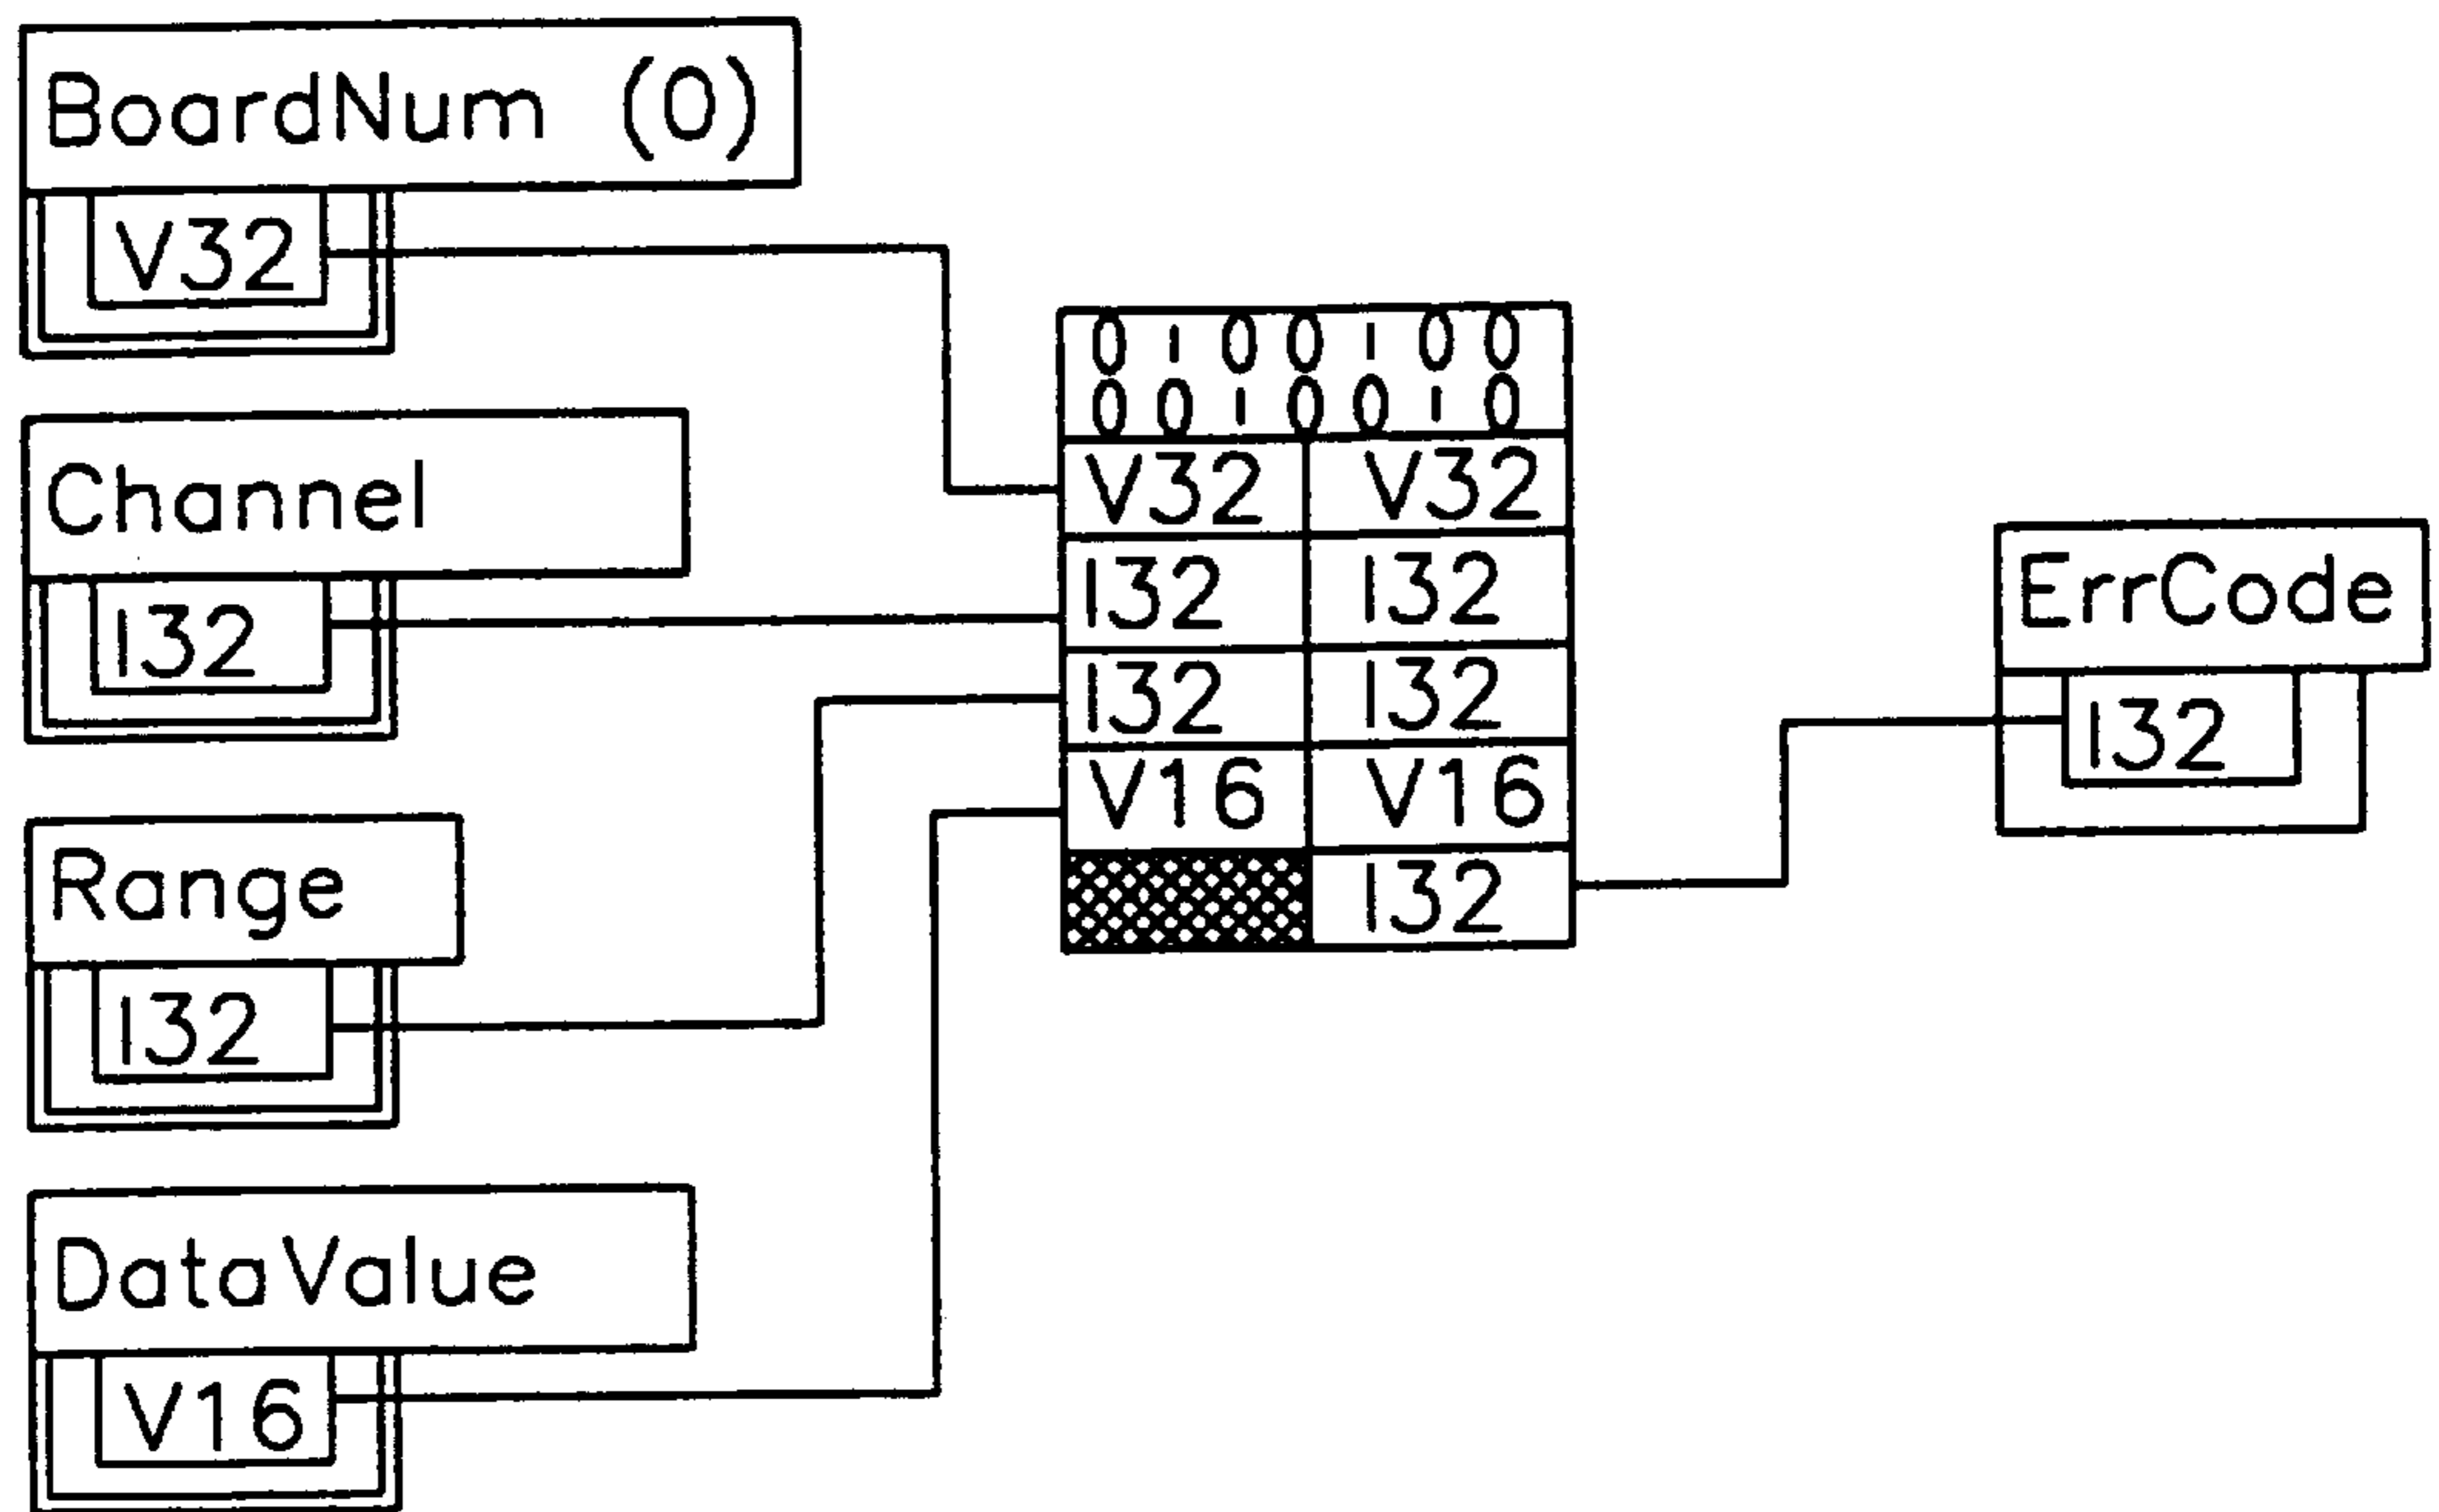 BoardNum (0)
V32
Channel
I32
Range
I32
DataValue
V16
0 1 0 0 1 0 0
0 0 1 0 0 1 0
V32 V32
I32 I32
I32 I32
V16 V16
I32
ErrCode
I32